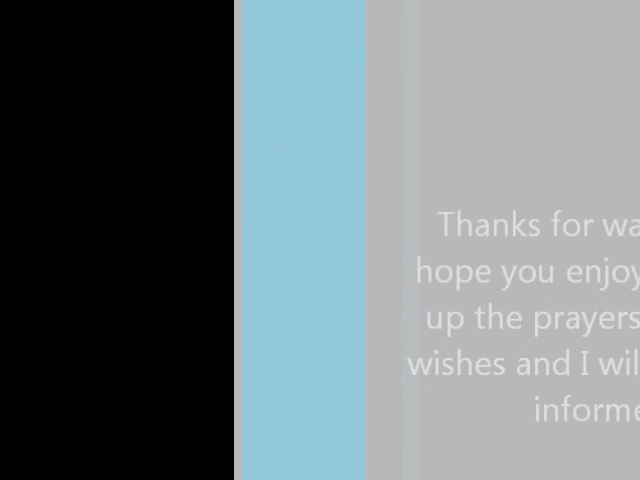 Thanks for wa
hope you enjoy
up the prayers
wishes and I wil
informe